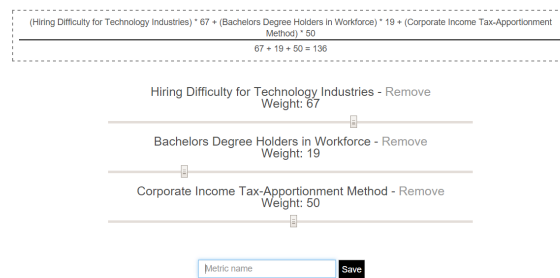 (Hiring Difficulty for Technology Industries) * 67 + (Bachelors Degree Holders in Workforce) * 19 + (Corporate Income Tax-Apportionment
Method) * 50
67 + 19 + 50 = 136
Hiring Difficulty for Technology Industries - Remove
Weight: 67
Bachelors Degree Holders in Workforce - Remove
Weight: 19
Corporate Income Tax-Apportionment Method - Remove
Weight: 50
Metric name Save